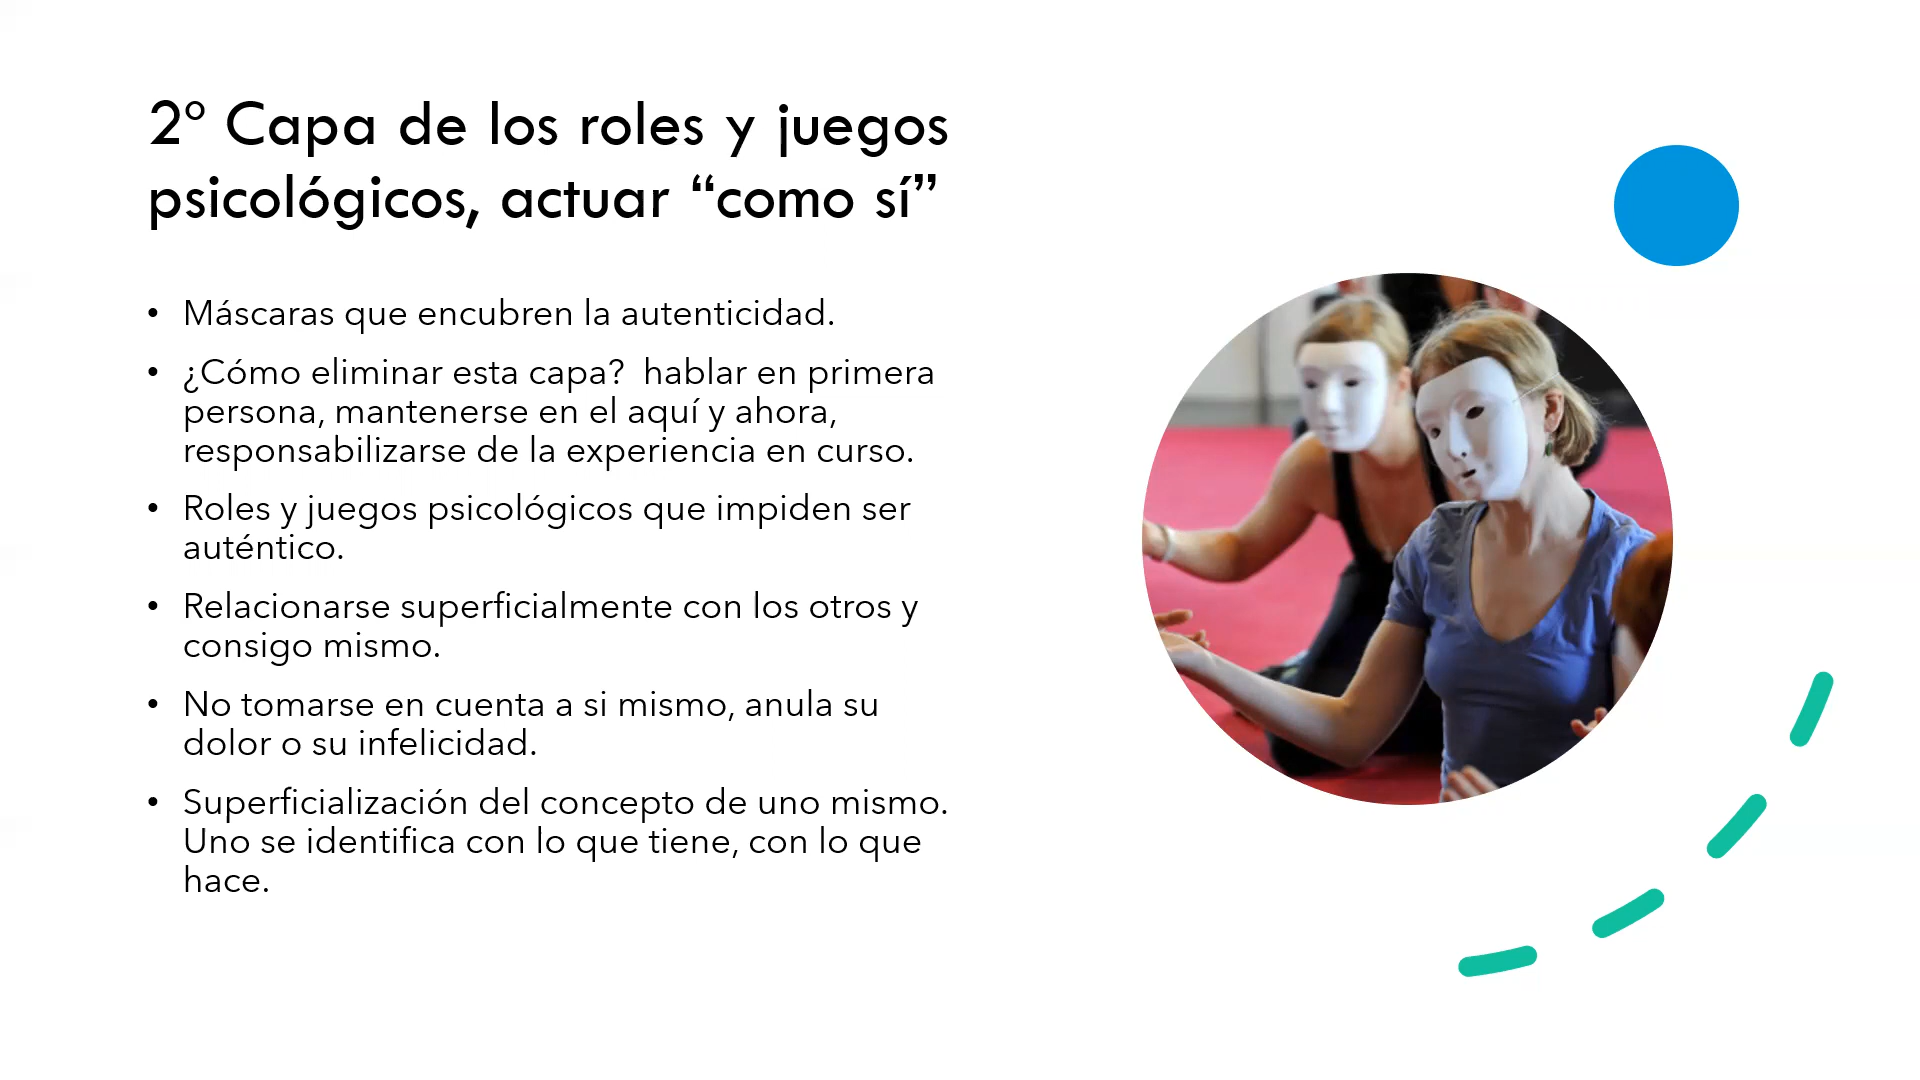 2º Capa de los roles y juegos
psicológicos, actuar “como sí”
• Máscaras que encubren la autenticidad.
• ¿Cómo eliminar esta capa?  hablar en primera
persona, mantenerse en el aquí y ahora,
responsabilizarse de la experiencia en curso.
• Roles y juegos psicológicos que impiden ser
auténtico.
• Relacionarse superficialmente con los otros y
consigo mismo.
• No tomarse en cuenta a si mismo, anula su
dolor o su infelicidad.
• Superficialización del concepto de uno mismo.
Uno se identifica con lo que tiene, con lo que
hace.